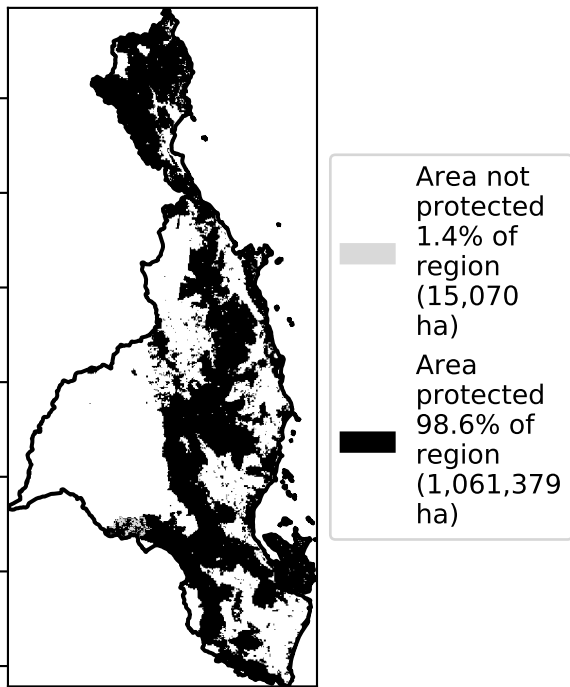 Area not
protected
1.4% of
region
(15,070
ha)
Area
protected
98.6% of
region
(1,061,379
ha)